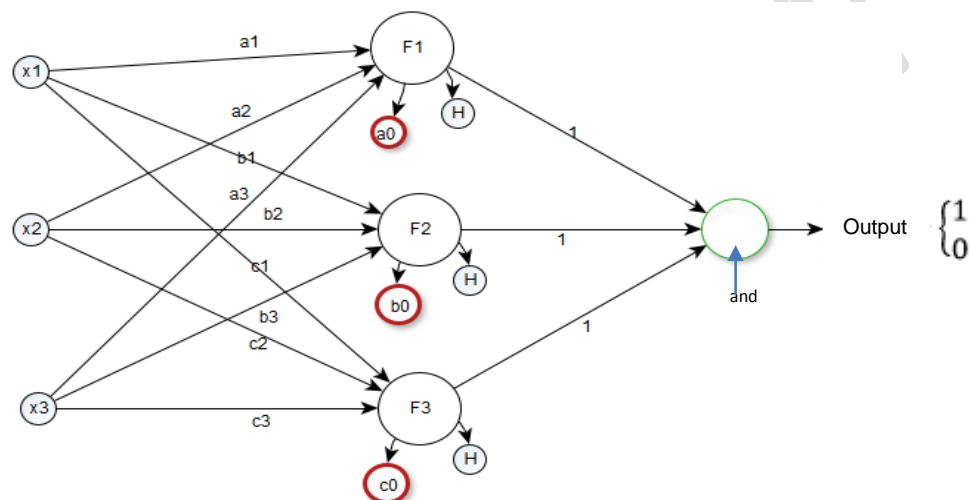 x1
a1
F1
a0
H
a2
b1
a3
1
x2
b2
F2
b0
H
1
Output { 1 0
and
c1
b3
c2
1
x3
c3
F3
c0
H